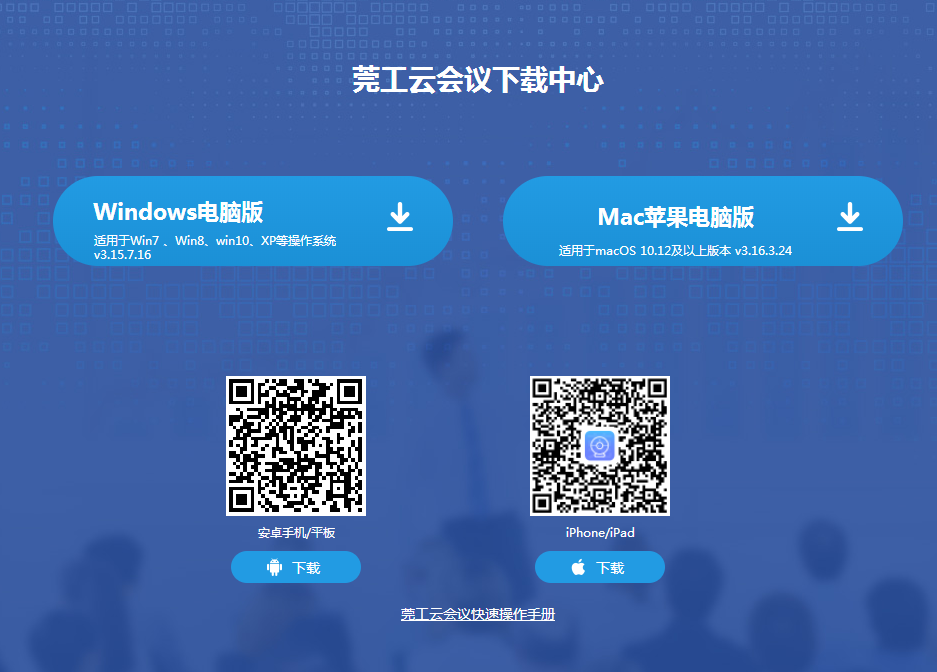 莞工云会议下载中心
Windows电脑版
适用于Win7 、Win8、win10、XP等操作系统
v3.15.7.16
Mac苹果电脑版
适用于macOS 10.12及以上版本 v3.16.3.24
安卓手机/平板
iPhone/iPad
下载
下载
莞工云会议快速操作手册